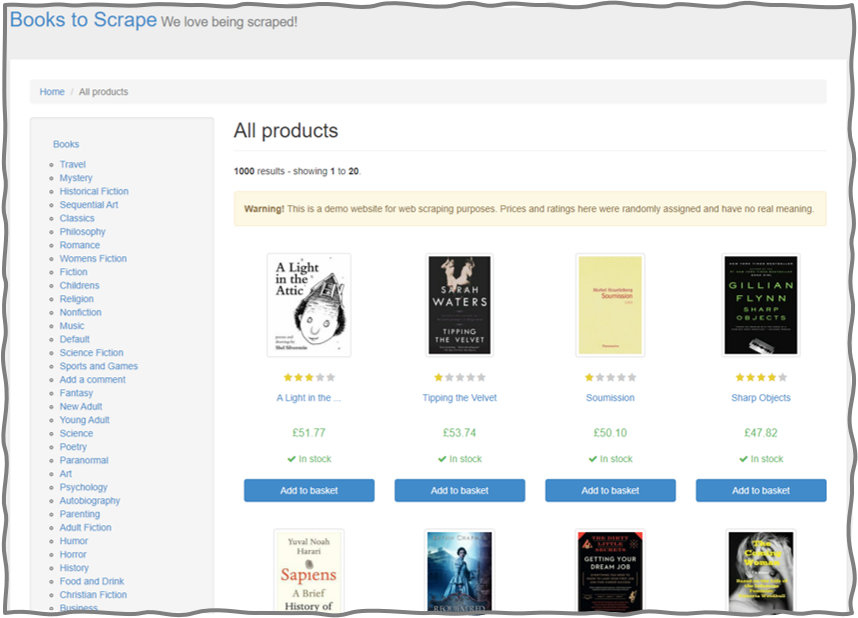 Books to Scrape We love being scraped!
Home / All products
Books
Travel
Mystery
Historical Fiction
Sequential Art
Classics
Philosophy
Romance
Womens Fiction
Fiction
Childrens
Religion
Nonfiction
Music
Default
Science Fiction
Sports and Games
Add a comment
Fantasy
New Adult
Young Adult
Science
Poetry
Paranormal
Art
Psychology
Autobiography
Parenting
Adult Fiction
Humor
Horror
History
Food and Drink
Christian Fiction
Business
All products
1000 results - showing 1 to 20.
Warning! This is a demo website for web scraping purposes. Prices and ratings here were randomly assigned and have no real meaning.
A Light
in the
Attic
poems and
drawings by
Shel Silverstein
SARAH
WATERS
TIPPING
THE VELVET
Soumission
GILLIAN
FLYNN
SHARP
OBJECTS
A Light in the ...
Tipping the Velvet
Soumission
Sharp Objects
£51.77
£53.74
£50.10
£47.82
In stock
In stock
In stock
In stock
Add to basket
Add to basket
Add to basket
Add to basket
Yuval Noah
Harari
Sapiens
A Brief
History of
THE DIRTY
LITTLE
SECRETS
GETTING YOUR
DREAM JOB
The
Coming
Woman